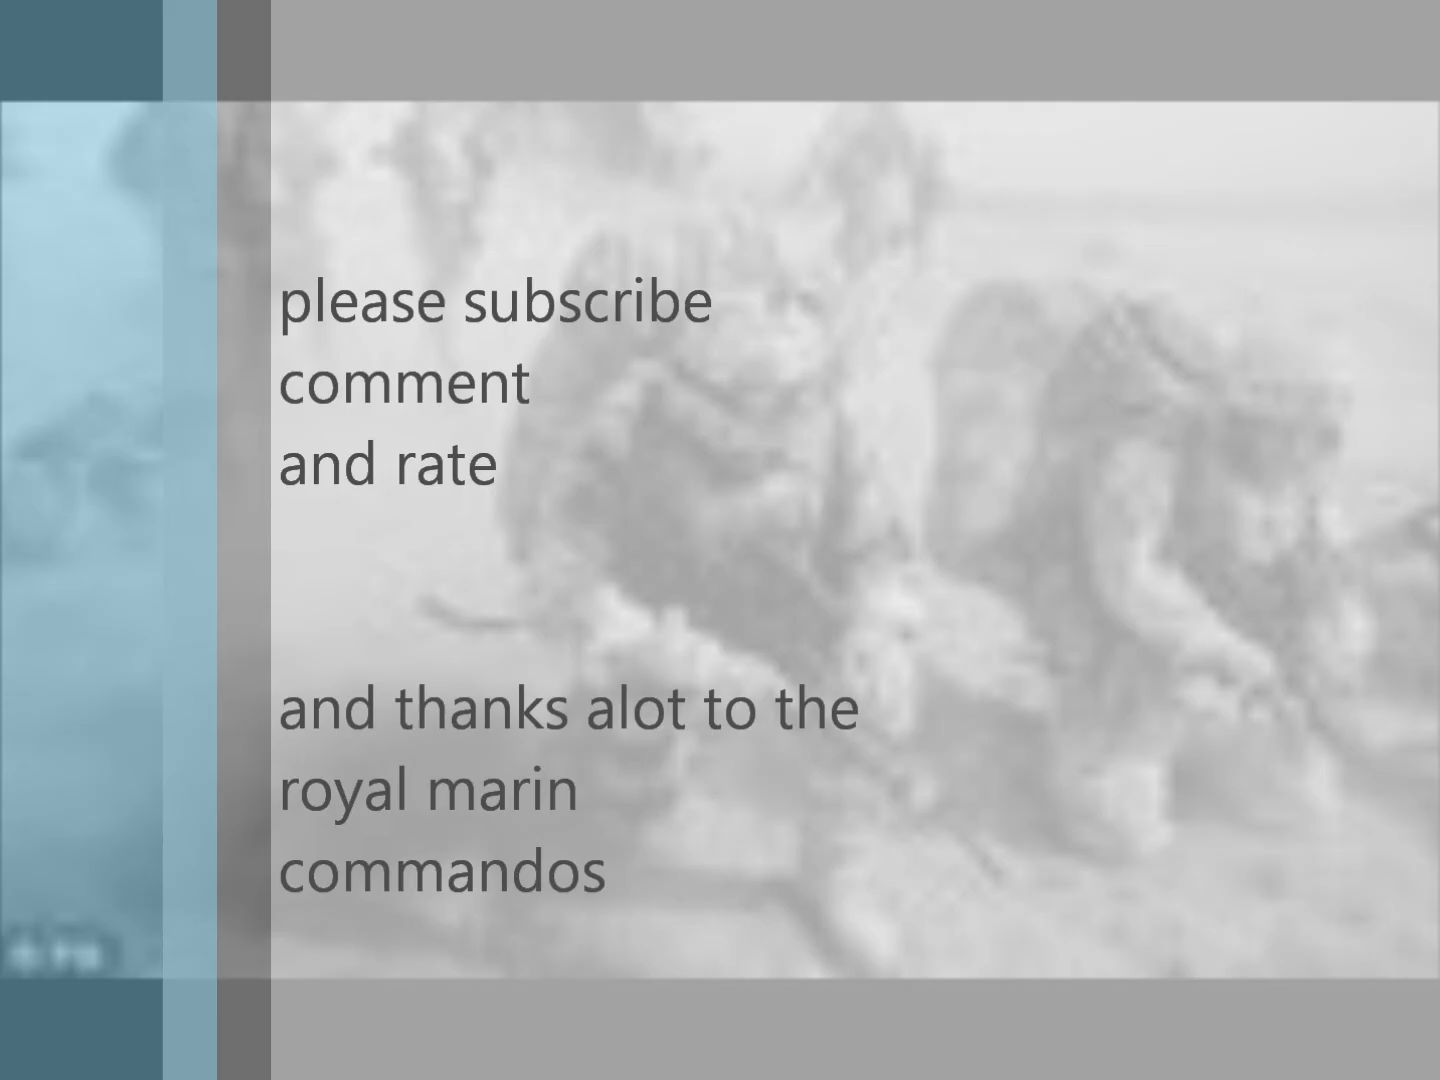 please subscribe
comment
and rate
and thanks alot to the
royal marin
commandos